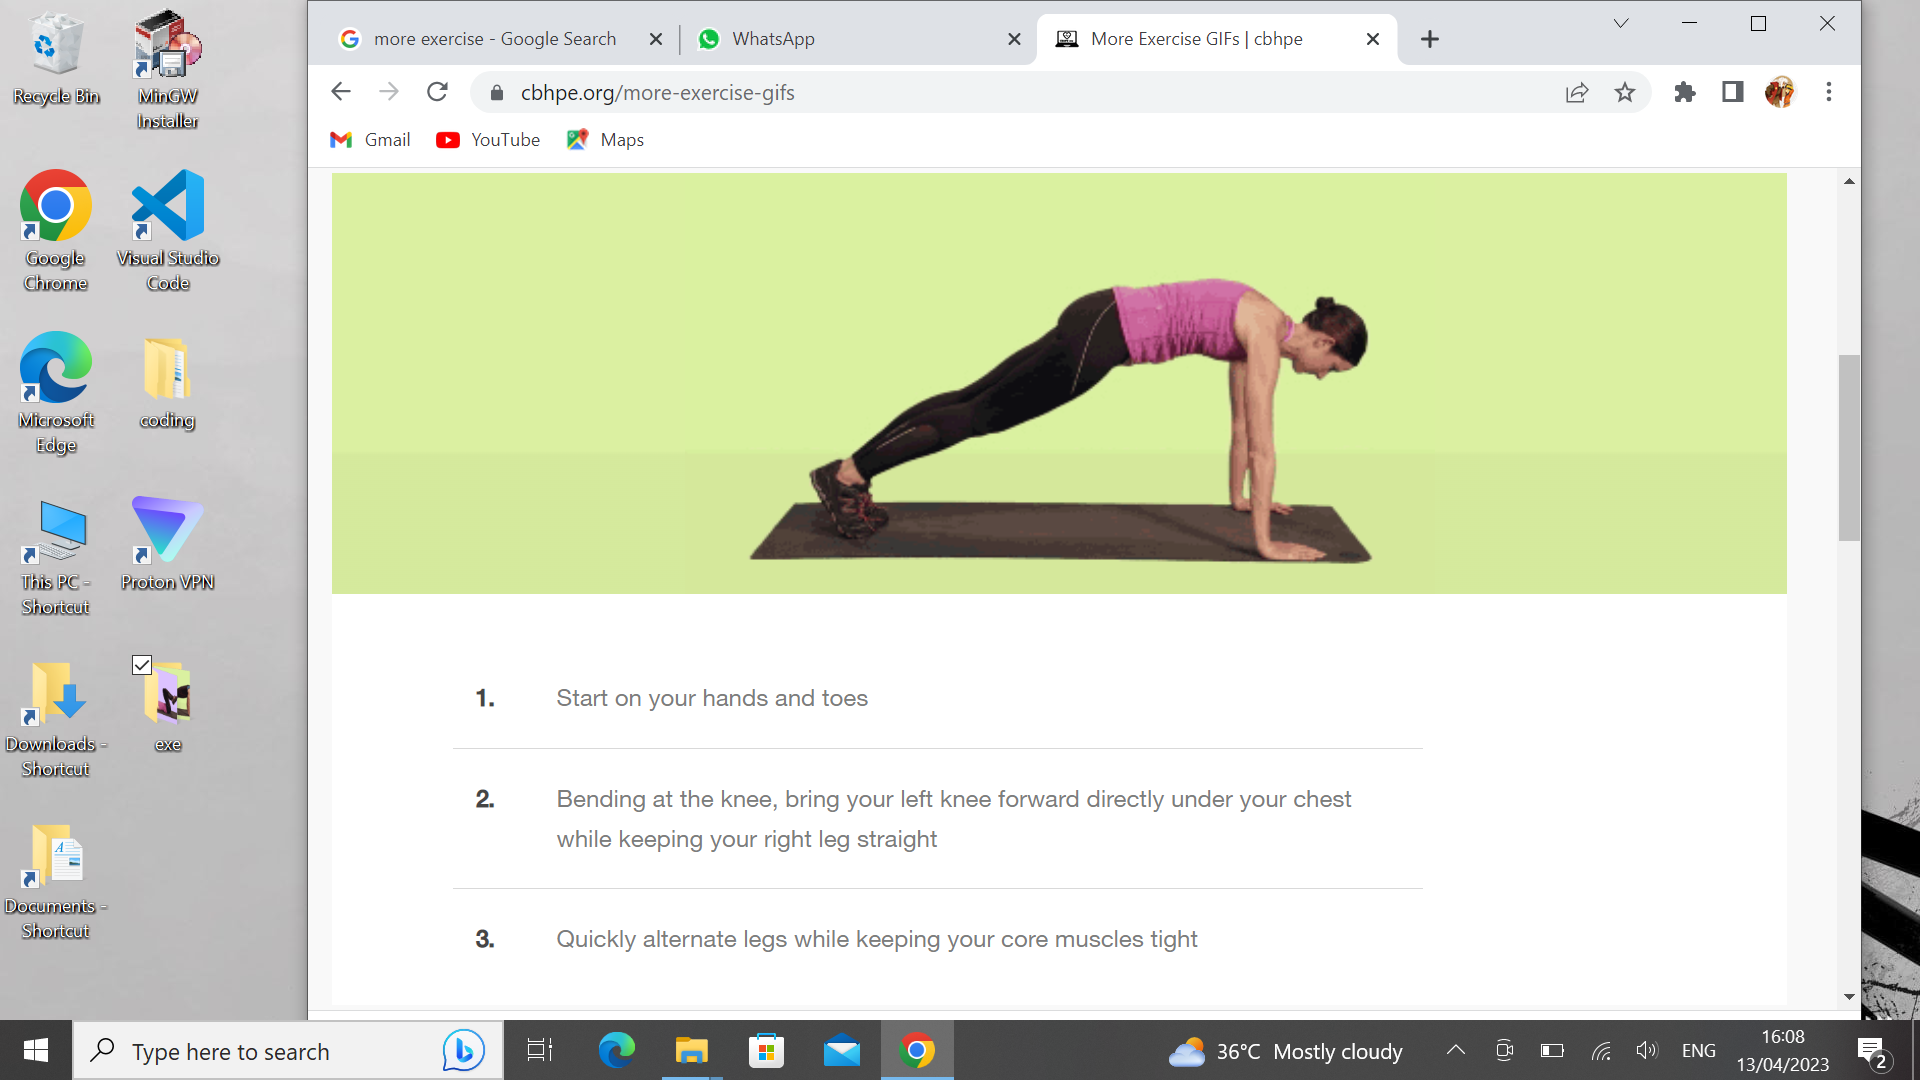 Recycle Bin
MinGW
Installer
Google
Chrome
Visual Studio
Code
Microsoft
Edge
coding
This PC -
Shortcut
Proton VPN
Downloads -
Shortcut
exe
Documents -
Shortcut
more exercise - Google Search
WhatsApp
More Exercise GIFs | cbhpe
cbhpe.org/more-exercise-gifs
Gmail
YouTube
Maps
1. Start on your hands and toes
2. Bending at the knee, bring your left knee forward directly under your chest
while keeping your right leg straight
3. Quickly alternate legs while keeping your core muscles tight
Type here to search
36°C Mostly cloudy
ENG
16:08
13/04/2023
2